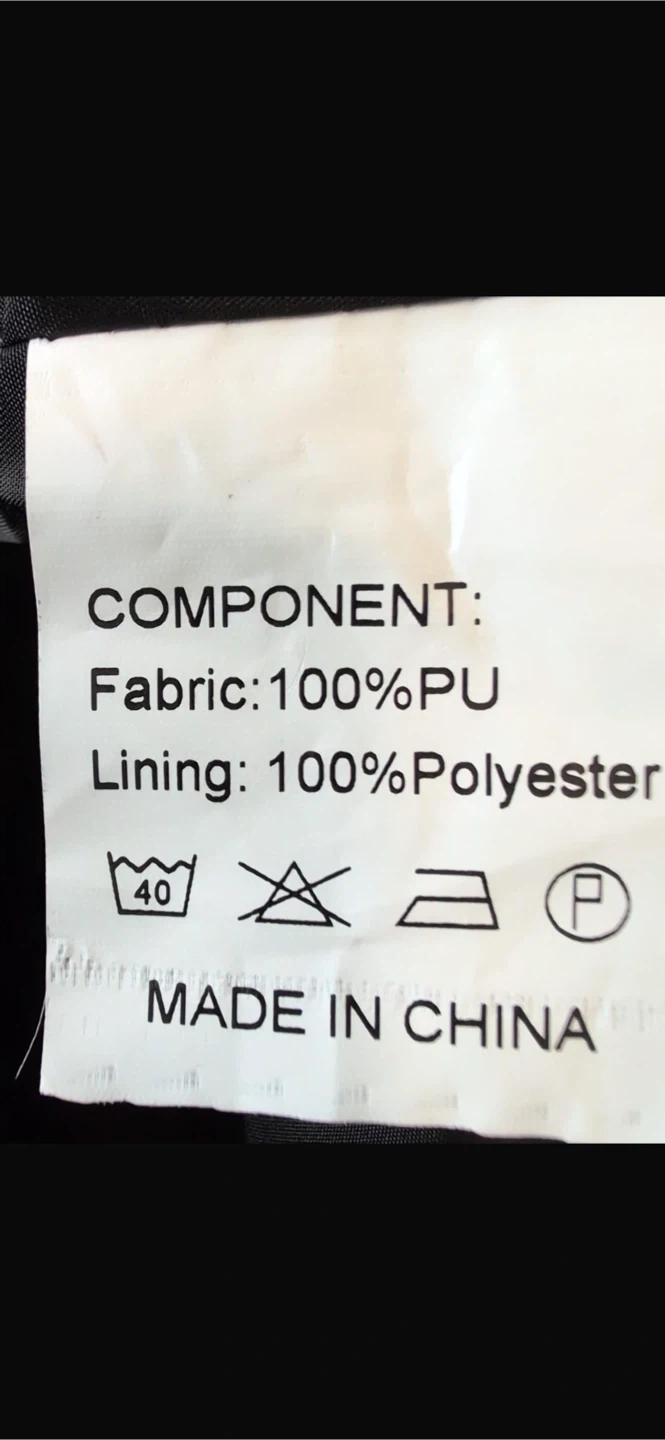 COMPONENT:
Fabric:100%PU
Lining: 100%Polyester
40 P
MADE IN CHINA